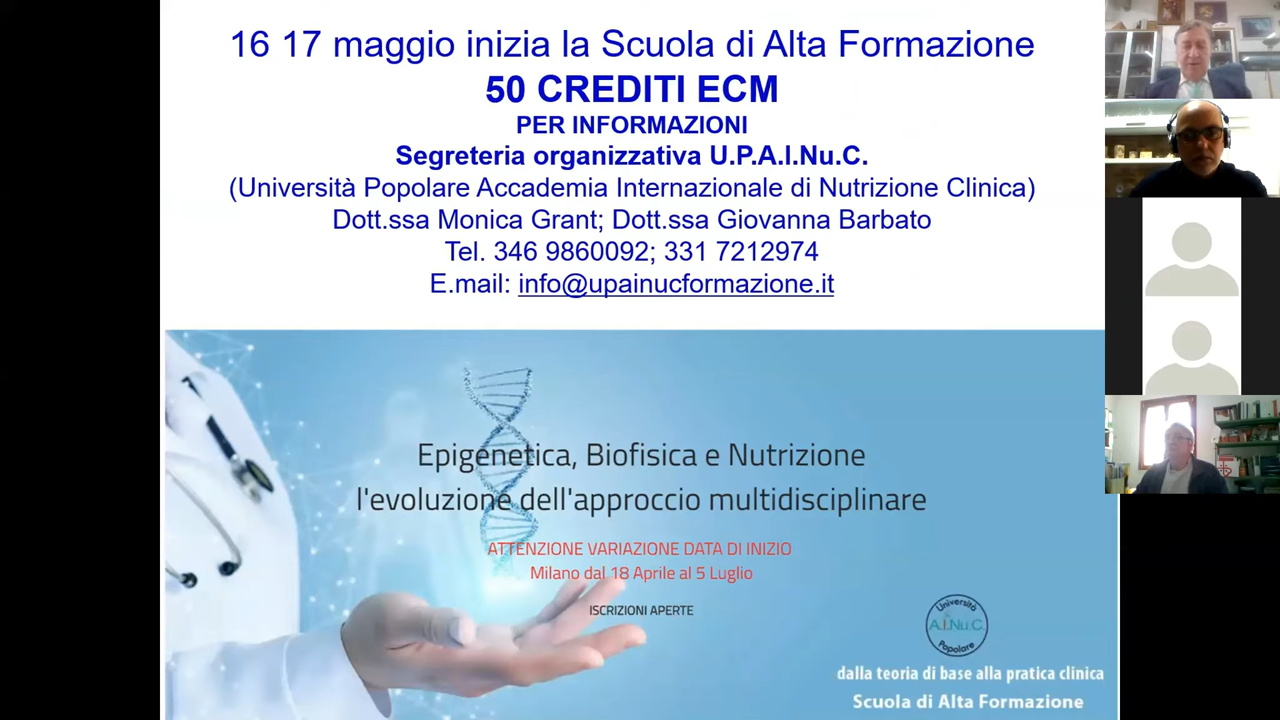 16 17 maggio inizia la Scuola di Alta Formazione
50 CREDITI ECM
PER INFORMAZIONI
Segreteria organizzativa U.P.A.I.Nu.C.
(Università Popolare Accademia Internazionale di Nutrizione Clinica)
Dott.ssa Monica Grant; Dott.ssa Giovanna Barbato
Tel. 346 9860092; 331 7212974
E.mail: info@upainucformazione.it
Epigenetica, Biofisica e Nutrizione
l'evoluzione dell'approccio multidisciplinare
ATTENZIONE VARIAZIONE DATA DI INIZIO
Milano dal 18 Aprile al 5 Luglio
ISCRIZIONI APERTE
Università
A.I.Nu.C.
Popolare
dalla teoria di base alla pratica clinica
Scuola di Alta Formazione